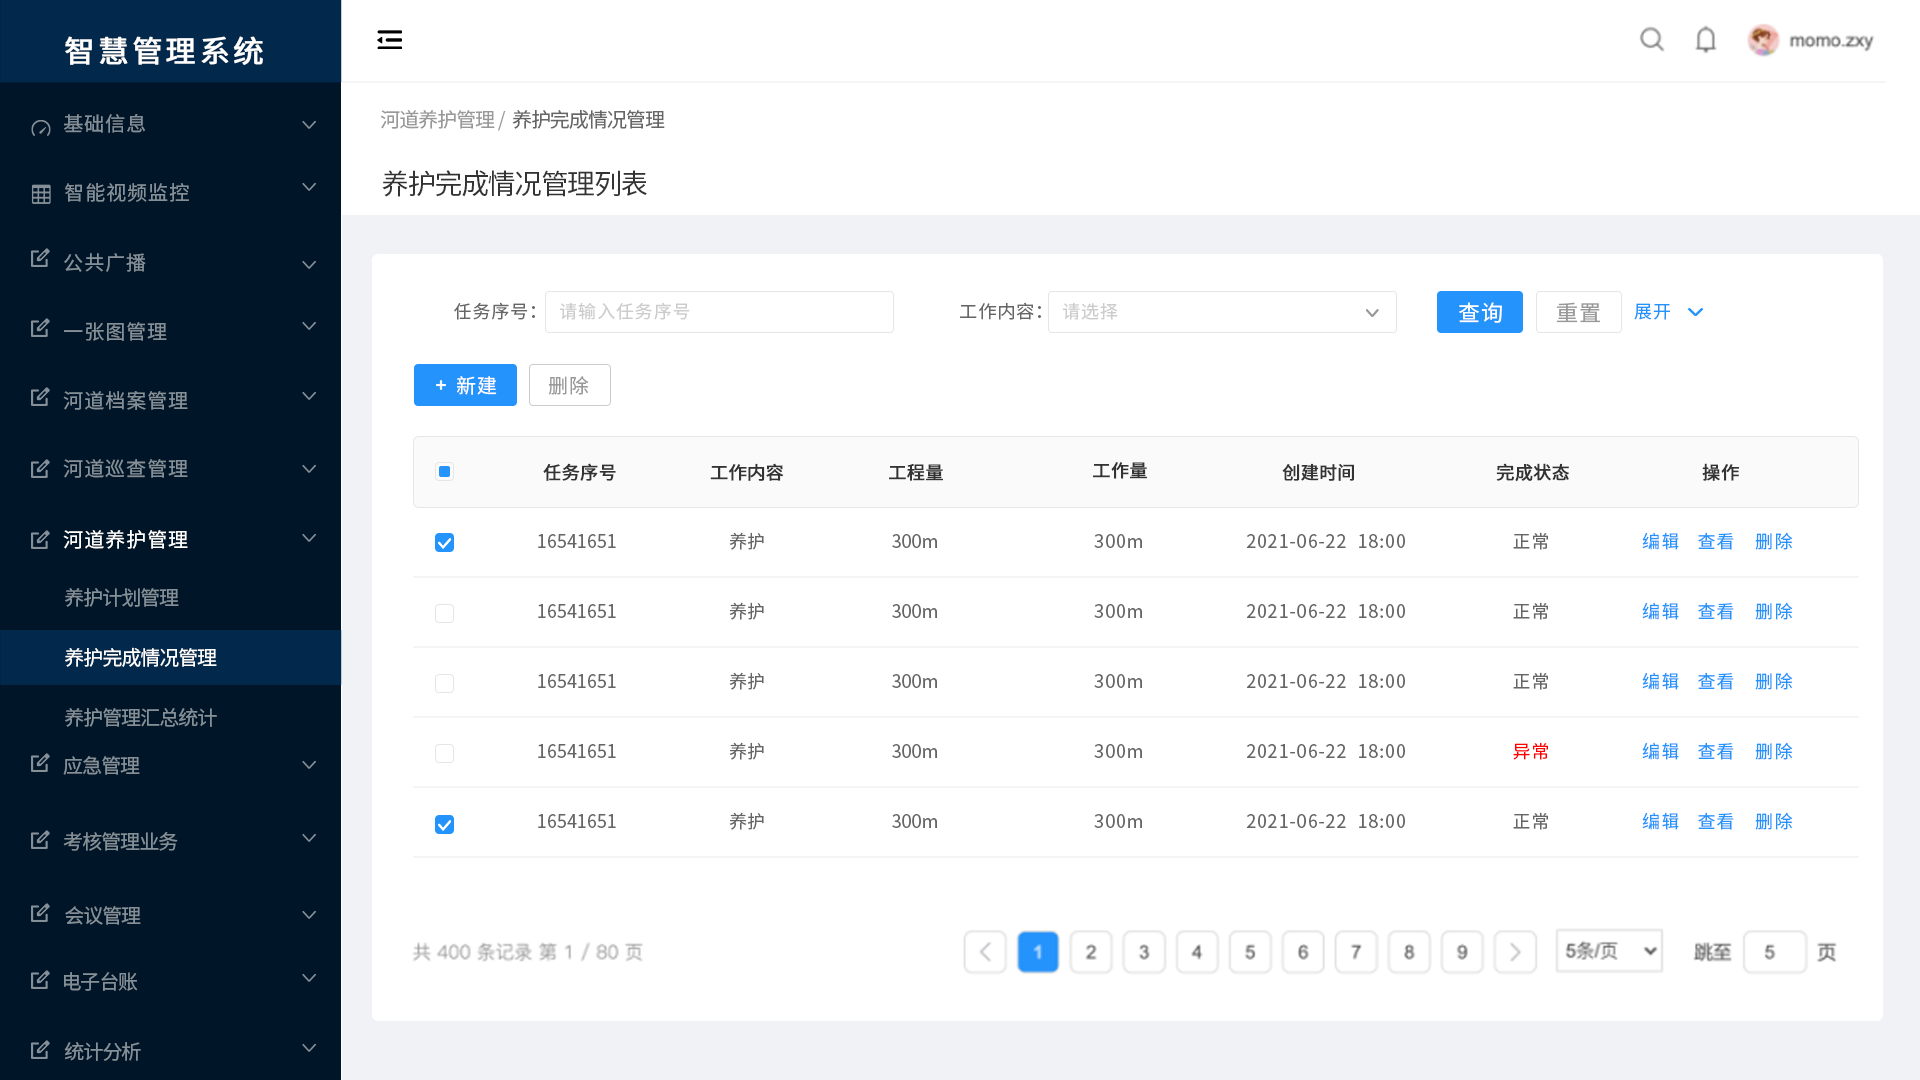 智慧管理系统
基础信息
智能视频监控
公共广播
一张图管理
河道档案管理
河道巡查管理
河道养护管理
养护计划管理
养护完成情况管理
养护管理汇总统计
应急管理
考核管理业务
会议管理
电子台账
统计分析
momo.zxy
河道养护管理 / 养护完成情况管理
养护完成情况管理列表
任务序号： 请输入任务序号 工作内容： 请选择 查询 重置 展开
+ 新建 删除
任务序号 工作内容 工程量 工作量 创建时间 完成状态 操作
16541651 养护 300m 300m 2021-06-22 18:00 正常 编辑 查看 删除
16541651 养护 300m 300m 2021-06-22 18:00 正常 编辑 查看 删除
16541651 养护 300m 300m 2021-06-22 18:00 正常 编辑 查看 删除
16541651 养护 300m 300m 2021-06-22 18:00 异常 编辑 查看 删除
16541651 养护 300m 300m 2021-06-22 18:00 正常 编辑 查看 删除
共 400 条记录 第 1 / 80 页 1 2 3 4 5 6 7 8 9 5条/页 跳至 5 页